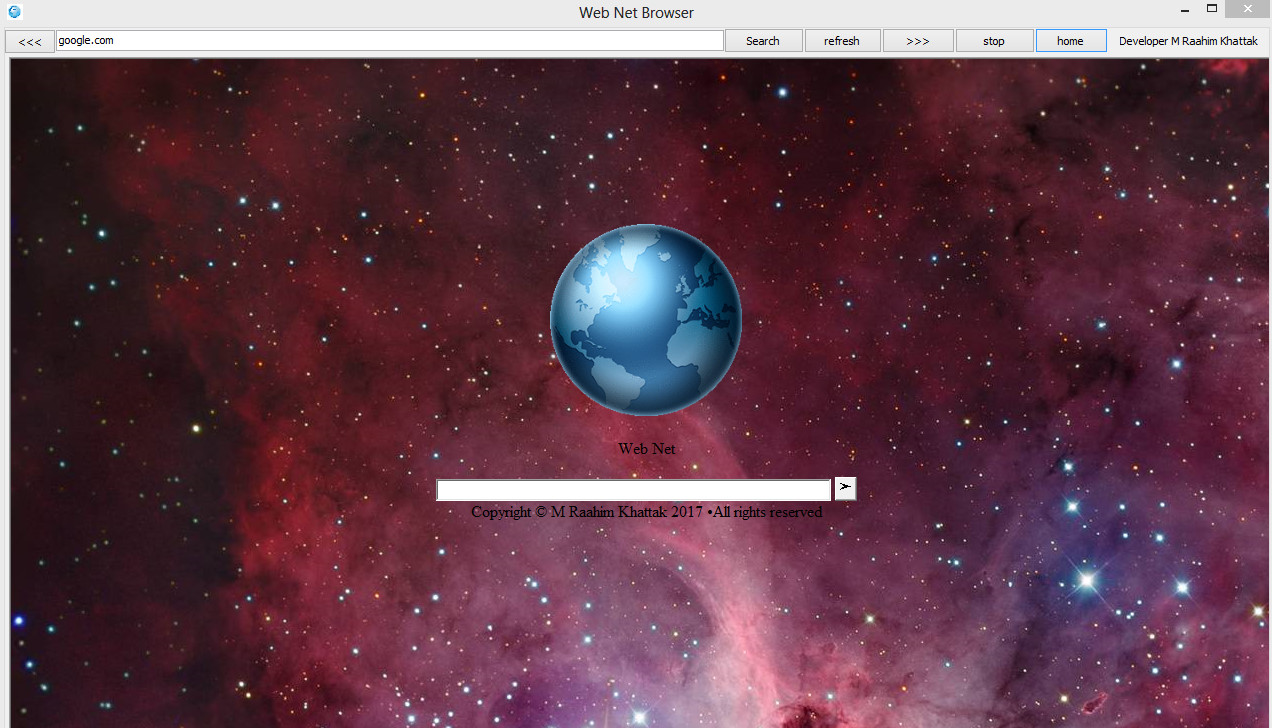 Web Net Browser
<<< google.com Search refresh >>> stop home Developer M Raahim Khattak
Web Net
➢
Copyright © M Raahim Khattak 2017 •All rights reserved